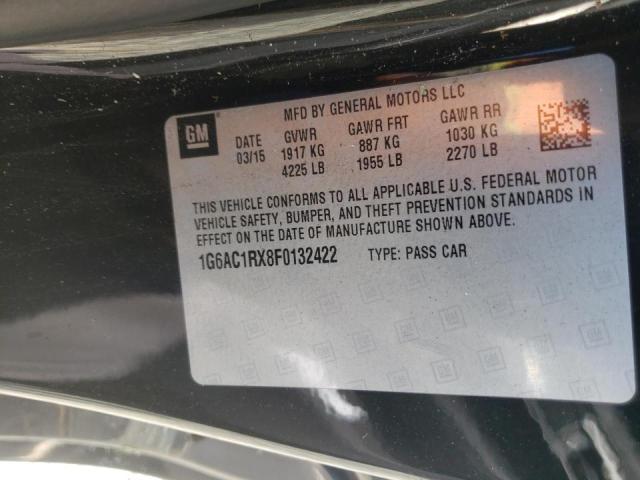 GM
MFD BY GENERAL MOTORS LLC
DATE GVWR GAWR FRT GAWR RR
03/15 1917 KG 887 KG 1030 KG
4225 LB 1955 LB 2270 LB
THIS VEHICLE CONFORMS TO ALL APPLICABLE U.S. FEDERAL MOTOR
VEHICLE SAFETY, BUMPER, AND THEFT PREVENTION STANDARDS IN
EFFECT ON THE DATE OF MANUFACTURE SHOWN ABOVE.
1G6AC1RX8F0132422 TYPE: PASS CAR